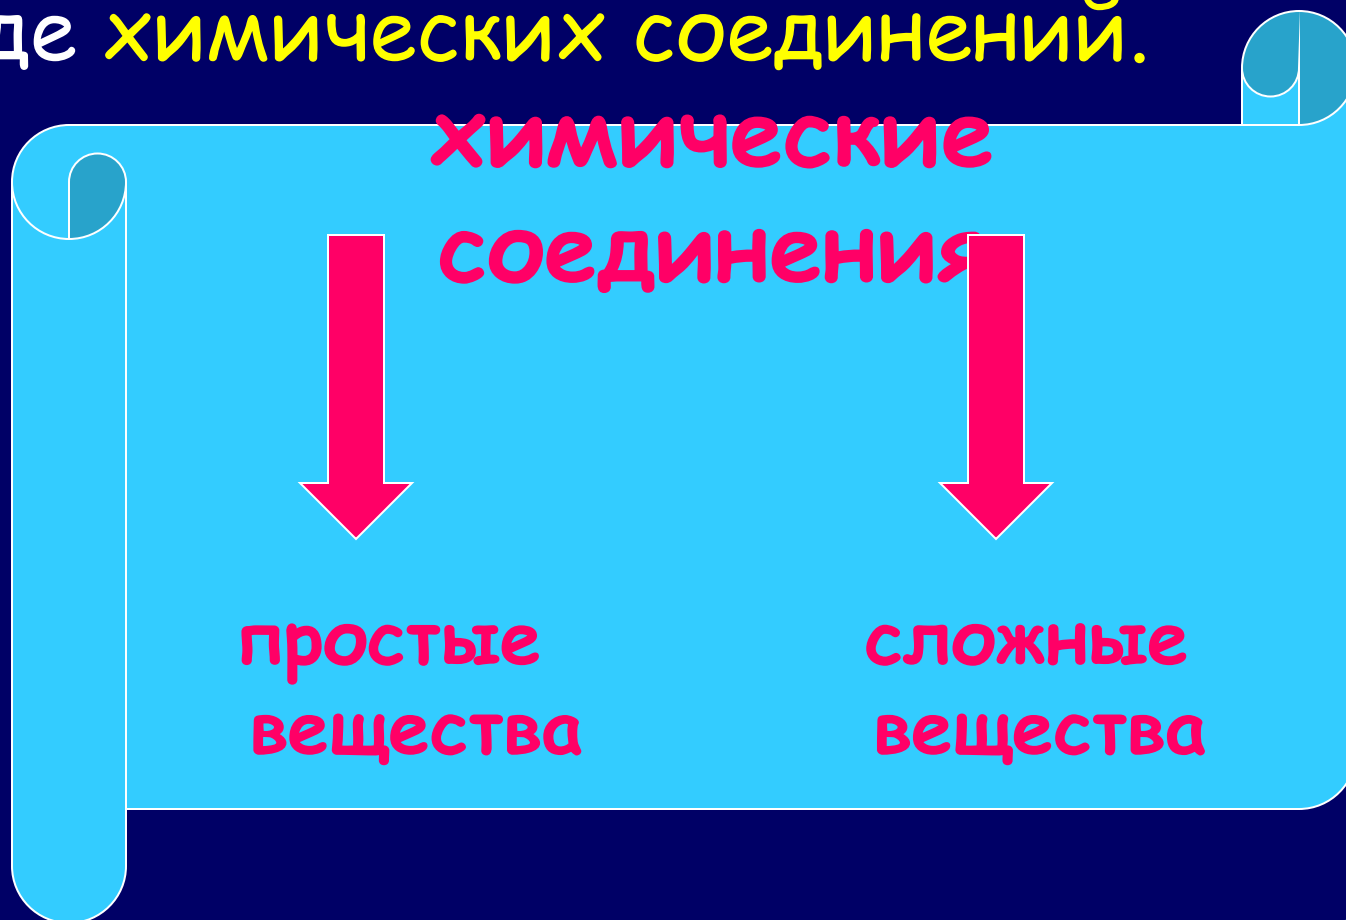 де химических соединений.
химические
соединения
простые
вещества
сложные
вещества